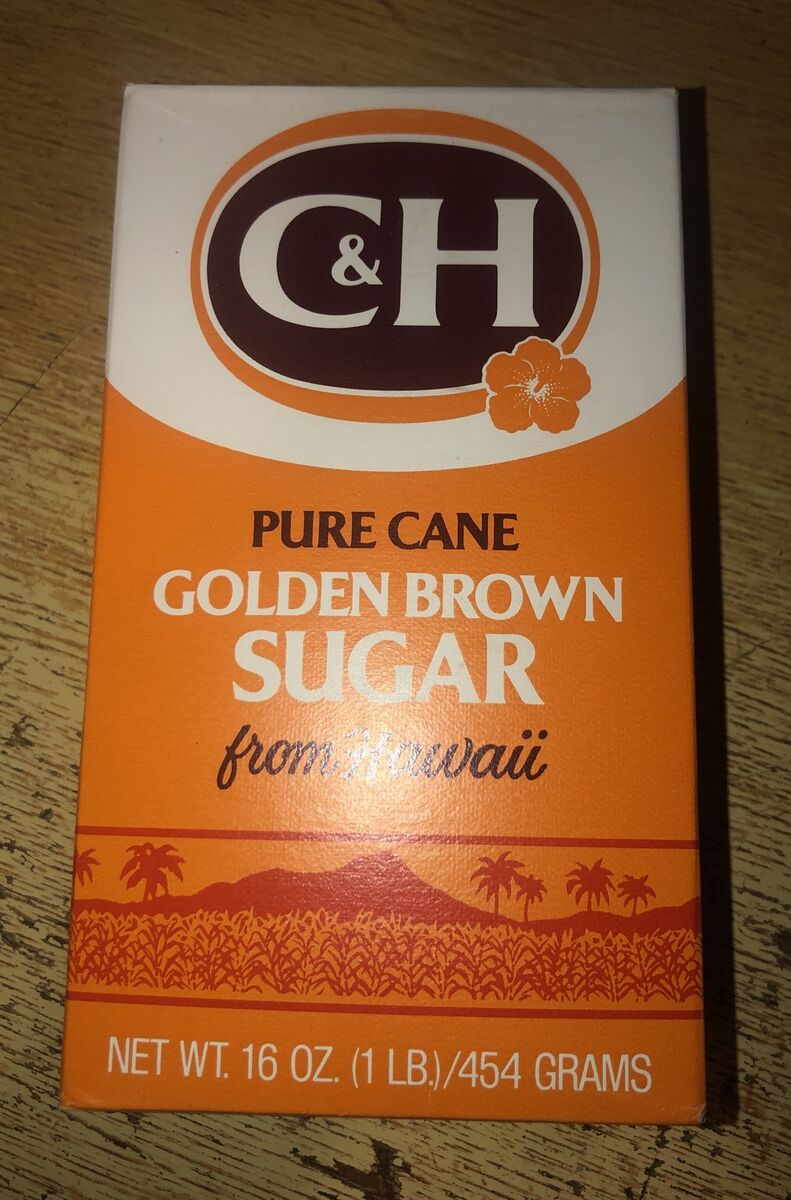 C&H
PURE CANE
GOLDEN BROWN
SUGAR
from Hawaii
NET WT. 16 OZ. (1 LB.)/454 GRAMS